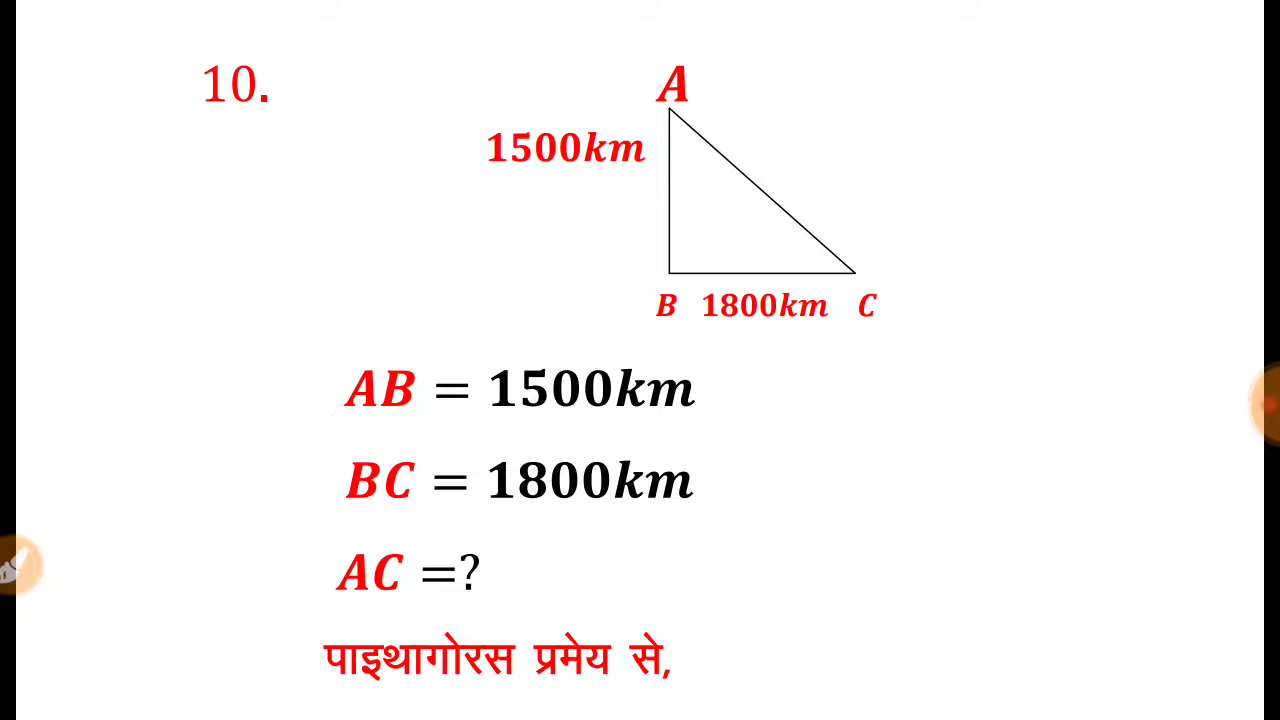 10.
A
1500km
B 1800km C
AB = 1500km
BC = 1800km
AC =?
पाइथागोरस प्रमेय से,